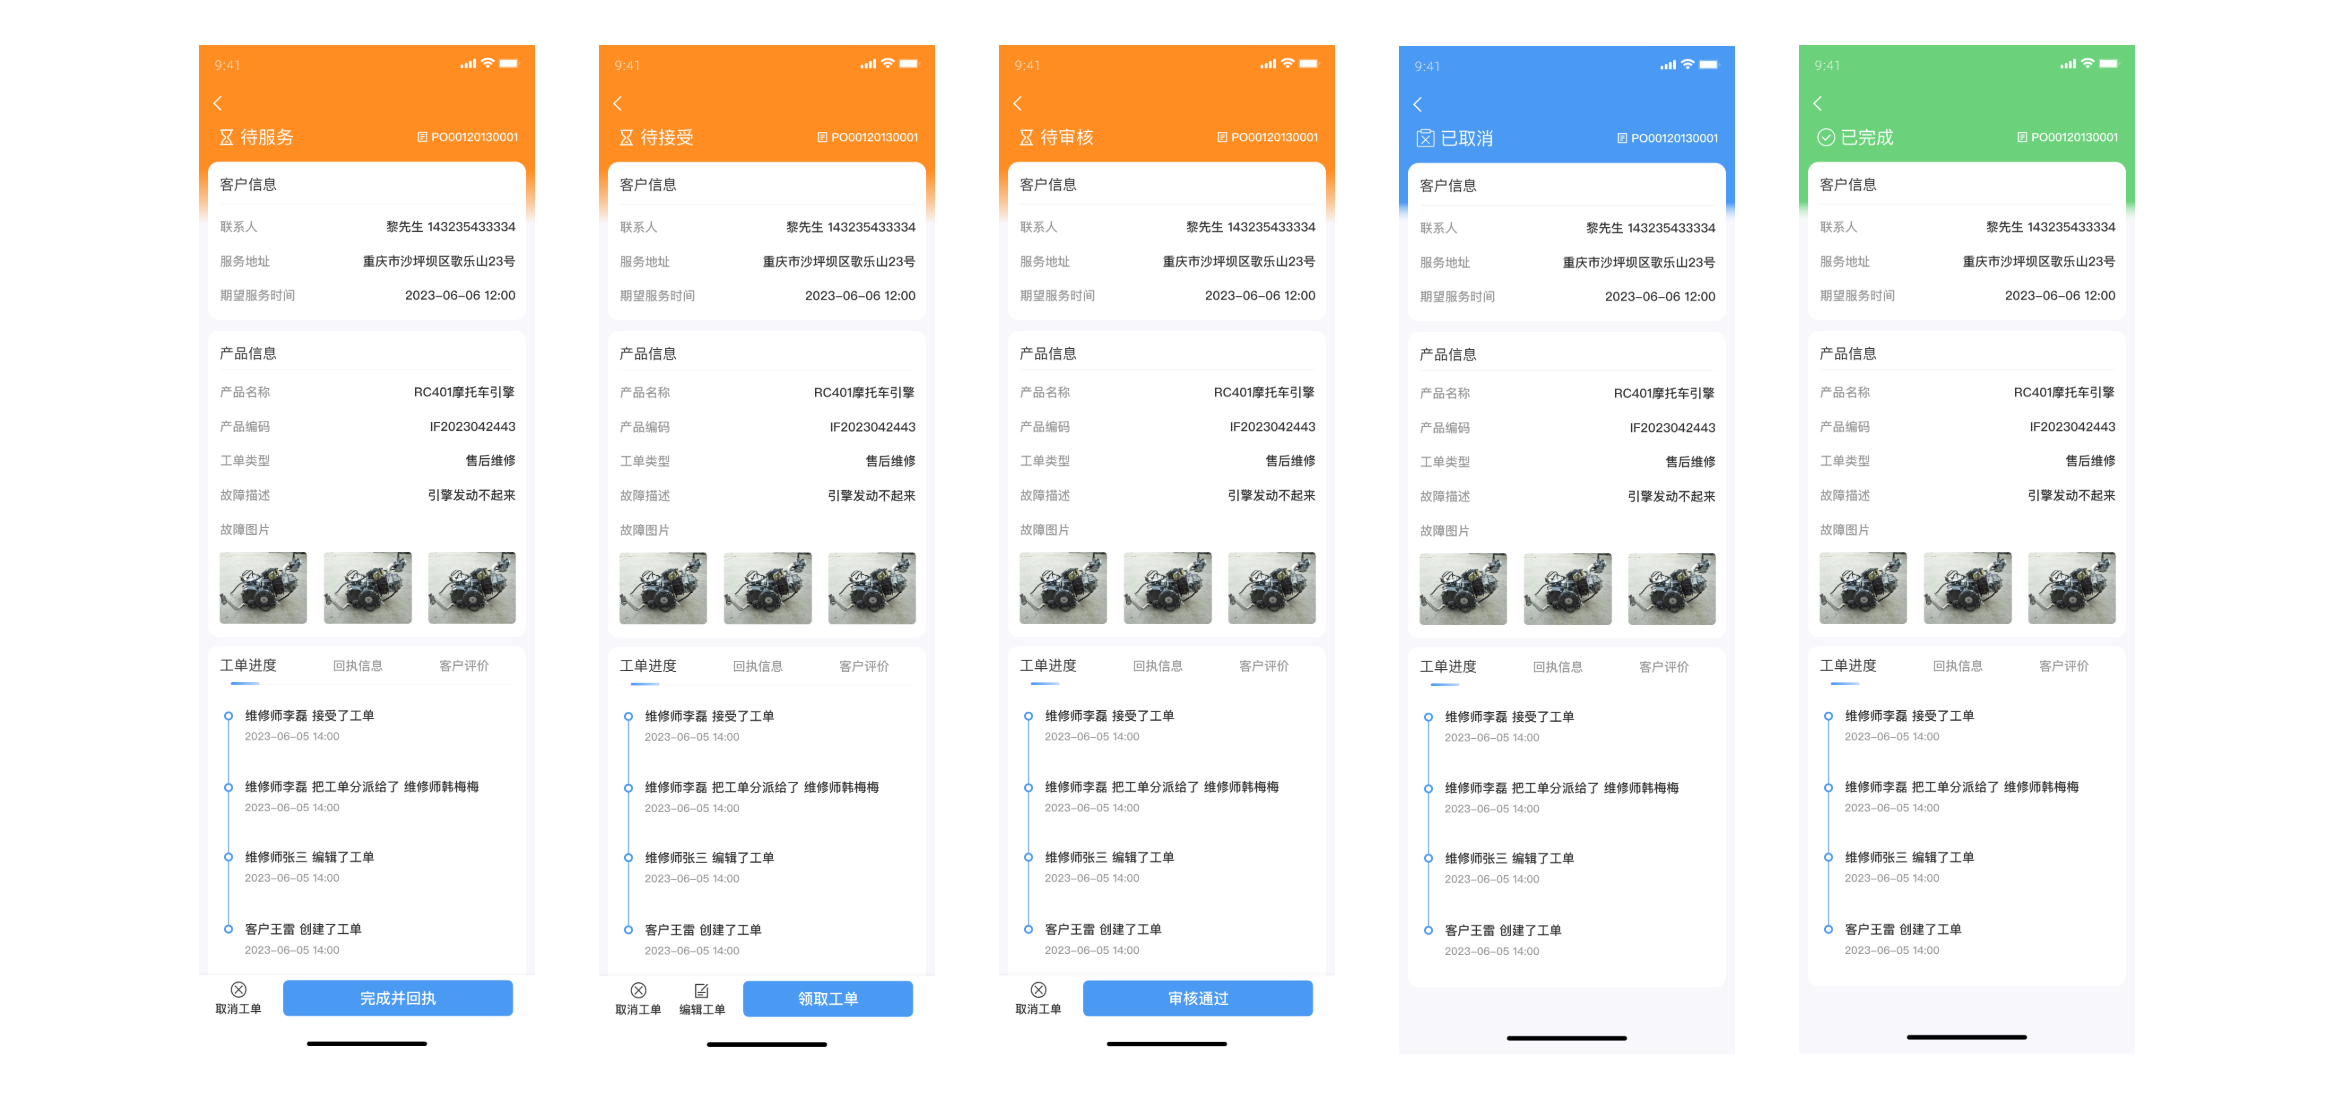 9:41
待服务 PO00120130001
客户信息
联系人 黎先生 143235433334
服务地址 重庆市沙坪坝区歌乐山23号
期望服务时间 2023-06-06 12:00
产品信息
产品名称 RC401摩托车引擎
产品编码 IF2023042443
工单类型 售后维修
故障描述 引擎发动不起来
故障图片
工单进度 回执信息 客户评价
维修师李磊 接受了工单
2023-06-05 14:00
维修师李磊 把工单分派给了 维修师韩梅梅
2023-06-05 14:00
维修师张三 编辑了工单
2023-06-05 14:00
客户王雷 创建了工单
2023-06-05 14:00
取消工单 完成并回执
9:41
待接受 PO00120130001
客户信息
联系人 黎先生 143235433334
服务地址 重庆市沙坪坝区歌乐山23号
期望服务时间 2023-06-06 12:00
产品信息
产品名称 RC401摩托车引擎
产品编码 IF2023042443
工单类型 售后维修
故障描述 引擎发动不起来
故障图片
工单进度 回执信息 客户评价
维修师李磊 接受了工单
2023-06-05 14:00
维修师李磊 把工单分派给了 维修师韩梅梅
2023-06-05 14:00
维修师张三 编辑了工单
2023-06-05 14:00
客户王雷 创建了工单
2023-06-05 14:00
取消工单 编辑工单 领取工单
9:41
待审核 PO00120130001
客户信息
联系人 黎先生 143235433334
服务地址 重庆市沙坪坝区歌乐山23号
期望服务时间 2023-06-06 12:00
产品信息
产品名称 RC401摩托车引擎
产品编码 IF2023042443
工单类型 售后维修
故障描述 引擎发动不起来
故障图片
工单进度 回执信息 客户评价
维修师李磊 接受了工单
2023-06-05 14:00
维修师李磊 把工单分派给了 维修师韩梅梅
2023-06-05 14:00
维修师张三 编辑了工单
2023-06-05 14:00
客户王雷 创建了工单
2023-06-05 14:00
取消工单 审核通过
9:41
已取消 PO00120130001
客户信息
联系人 黎先生 143235433334
服务地址 重庆市沙坪坝区歌乐山23号
期望服务时间 2023-06-06 12:00
产品信息
产品名称 RC401摩托车引擎
产品编码 IF2023042443
工单类型 售后维修
故障描述 引擎发动不起来
故障图片
工单进度 回执信息 客户评价
维修师李磊 接受了工单
2023-06-05 14:00
维修师李磊 把工单分派给了 维修师韩梅梅
2023-06-05 14:00
维修师张三 编辑了工单
2023-06-05 14:00
客户王雷 创建了工单
2023-06-05 14:00
9:41
已完成 PO00120130001
客户信息
联系人 黎先生 143235433334
服务地址 重庆市沙坪坝区歌乐山23号
期望服务时间 2023-06-06 12:00
产品信息
产品名称 RC401摩托车引擎
产品编码 IF2023042443
工单类型 售后维修
故障描述 引擎发动不起来
故障图片
工单进度 回执信息 客户评价
维修师李磊 接受了工单
2023-06-05 14:00
维修师李磊 把工单分派给了 维修师韩梅梅
2023-06-05 14:00
维修师张三 编辑了工单
2023-06-05 14:00
客户王雷 创建了工单
2023-06-05 14:00